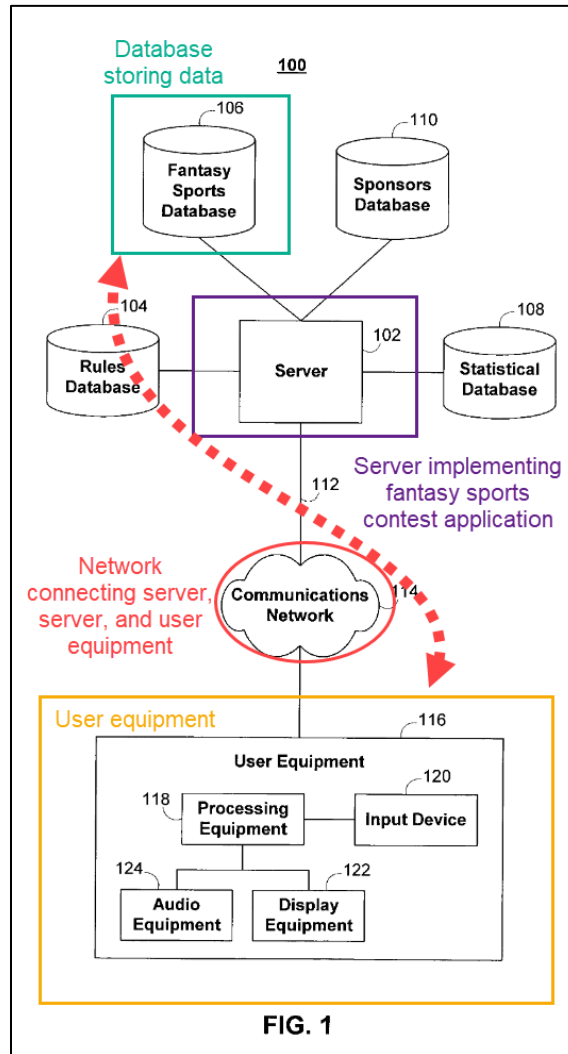 Database
storing data
100
106
110
Fantasy
Sports
Database
Sponsors
Database
104
102
108
Rules
Database
Server
Statistical
Database
112
Server implementing
fantasy sports
contest application
Network
connecting server,
server, and user
equipment
Communications
Network
114
User equipment
116
User Equipment
118
120
Processing
Equipment
Input Device
124
122
Audio
Equipment
Display
Equipment
FIG. 1